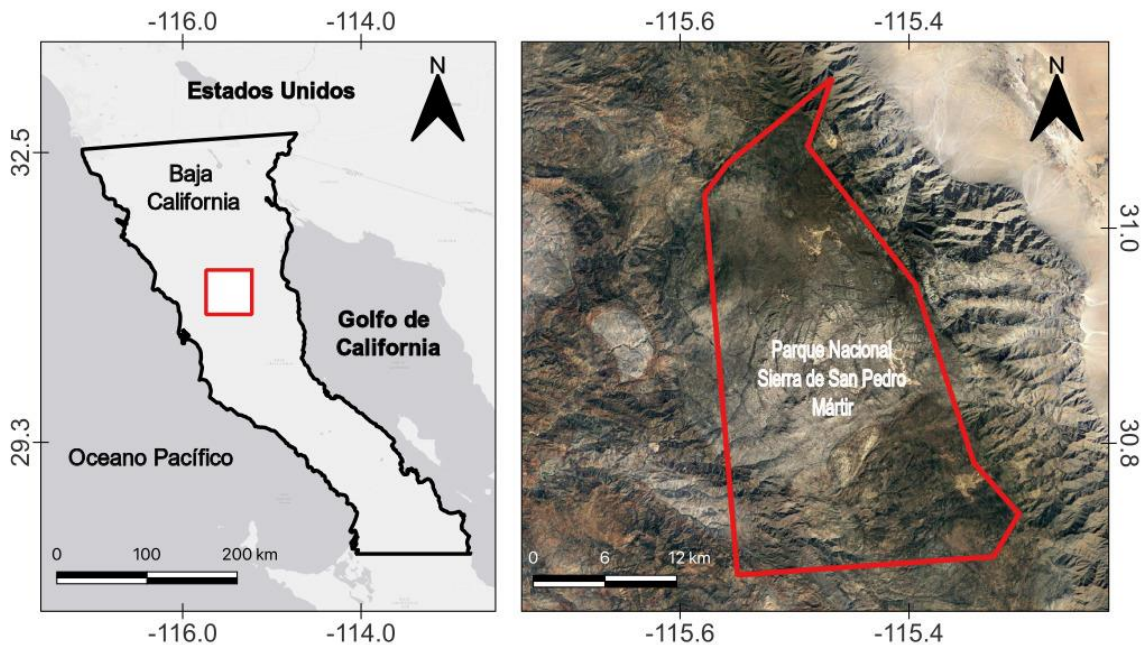 -116.0 -114.0
N
Estados Unidos
32.5
Baja
California
Golfo de
California
29.3
Oceano Pacífico
0 100 200 km
-116.0 -114.0
-115.6 -115.4
N
31.0
Parque Nacional
Sierra de San Pedro
Mártir
30.8
0 6 12 km
-115.6 -115.4